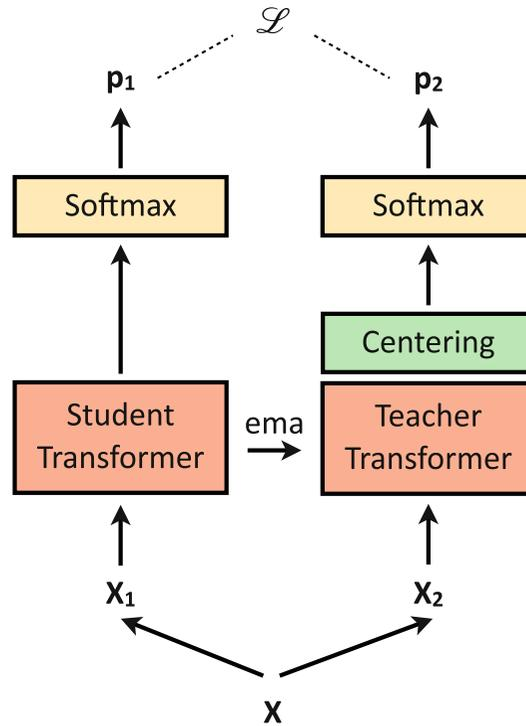 ℒ
p₁
p₂
Softmax
Softmax
Centering
Student
Transformer
ema
Teacher
Transformer
X₁
X₂
X